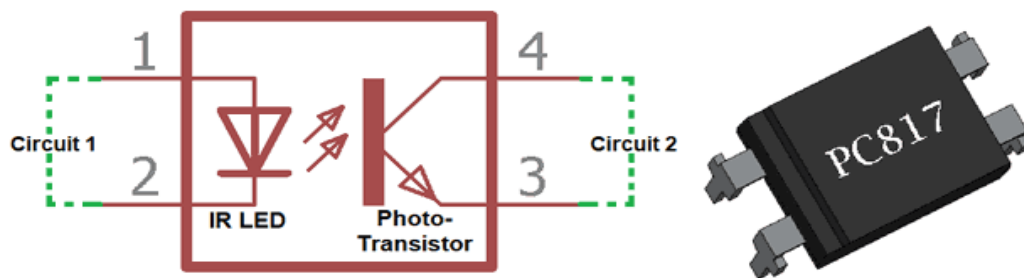 1
4
Circuit 1
Circuit 2
2
3
IR LED
Photo-
Transistor
PC817